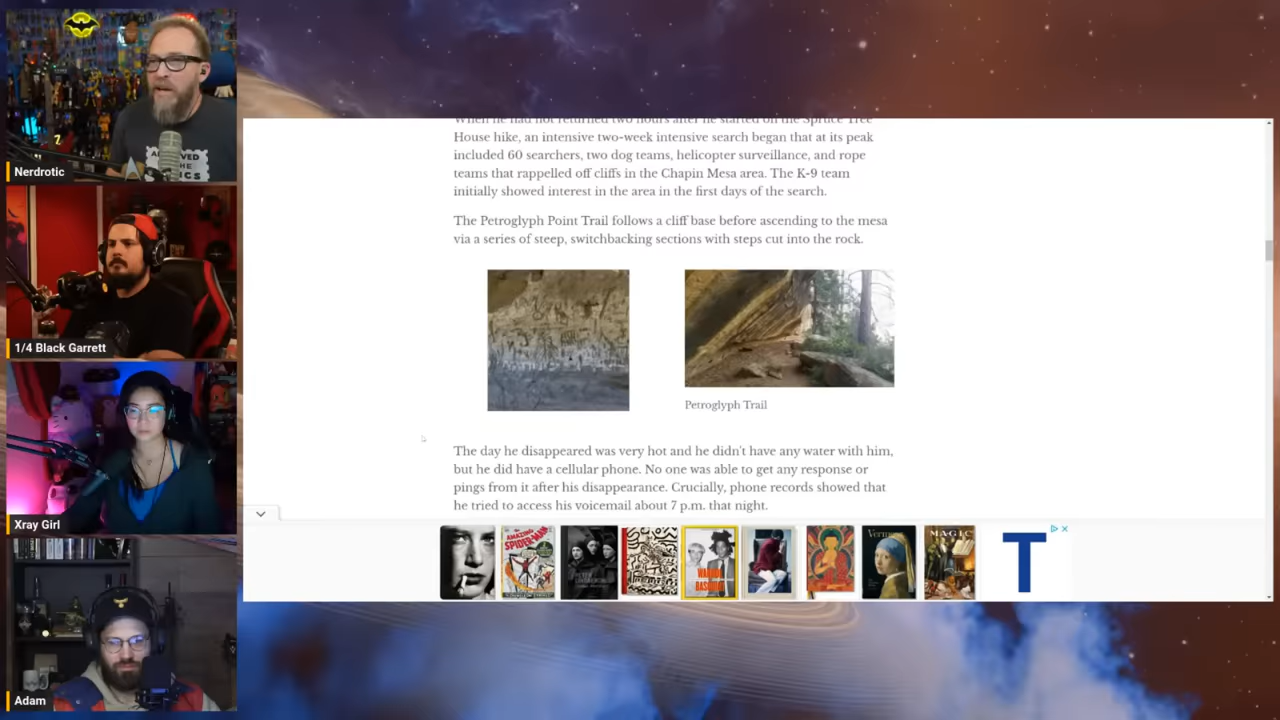 Nerdrotic
1/4 Black Garrett
Xray Girl
Adam
When he had not returned two hours after he started on the Spruce Tree
House hike, an intensive two-week intensive search began that at its peak
included 60 searchers, two dog teams, helicopter surveillance, and rope
teams that rappelled off cliffs in the Chapin Mesa area. The K-9 team
initially showed interest in the area in the first days of the search.
The Petroglyph Point Trail follows a cliff base before ascending to the mesa
via a series of steep, switchbacking sections with steps cut into the rock.
Petroglyph Trail
The day he disappeared was very hot and he didn't have any water with him,
but he did have a cellular phone. No one was able to get any response or
pings from it after his disappearance. Crucially, phone records showed that
he tried to access his voicemail about 7 p.m. that night.
AMAZING
SPIDER-MAN
WARHOL
BASQUIAT
Vermeer
MAGIC
T